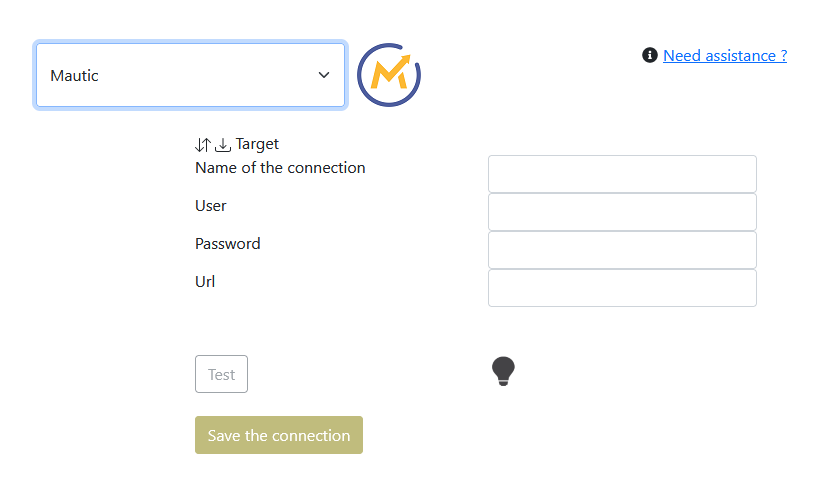 Mautic
Need assistance ?
Target
Name of the connection
User
Password
Url
Test
Save the connection